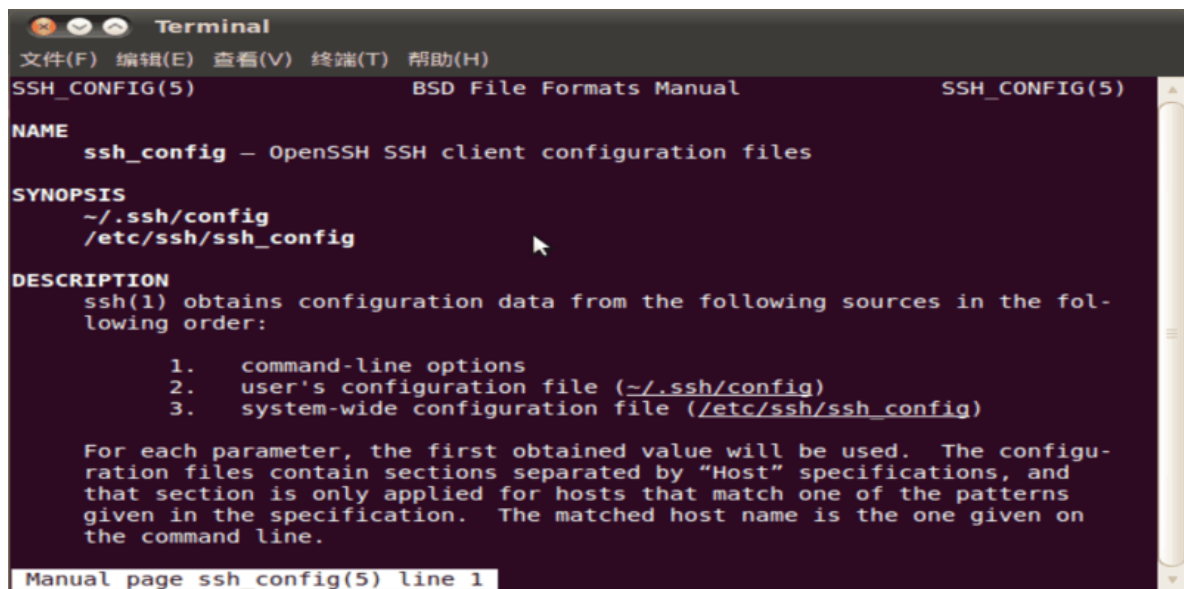 Terminal
文件(F) 编辑(E) 查看(V) 终端(T) 帮助(H)
SSH_CONFIG(5) BSD File Formats Manual SSH_CONFIG(5)
NAME
ssh_config — OpenSSH SSH client configuration files
SYNOPSIS
~/.ssh/config
/etc/ssh/ssh_config
DESCRIPTION
ssh(1) obtains configuration data from the following sources in the fol-
lowing order:
1. command-line options
2. user's configuration file (~/.ssh/config)
3. system-wide configuration file (/etc/ssh/ssh_config)
For each parameter, the first obtained value will be used. The configu-
ration files contain sections separated by “Host” specifications, and
that section is only applied for hosts that match one of the patterns
given in the specification. The matched host name is the one given on
the command line.
Manual page ssh_config(5) line 1